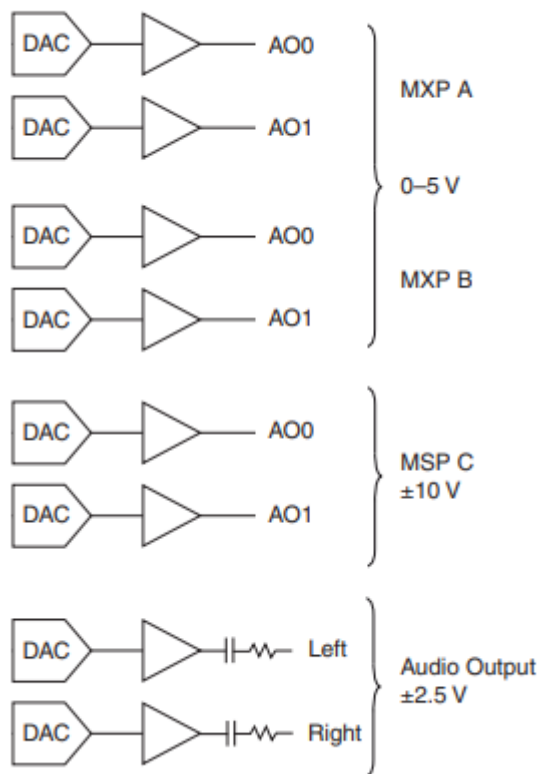 DAC AO0
MXP A
DAC AO1
0–5 V
DAC AO0
MXP B
DAC AO1
DAC AO0
MSP C
±10 V
DAC AO1
DAC Left
Audio Output
±2.5 V
DAC Right